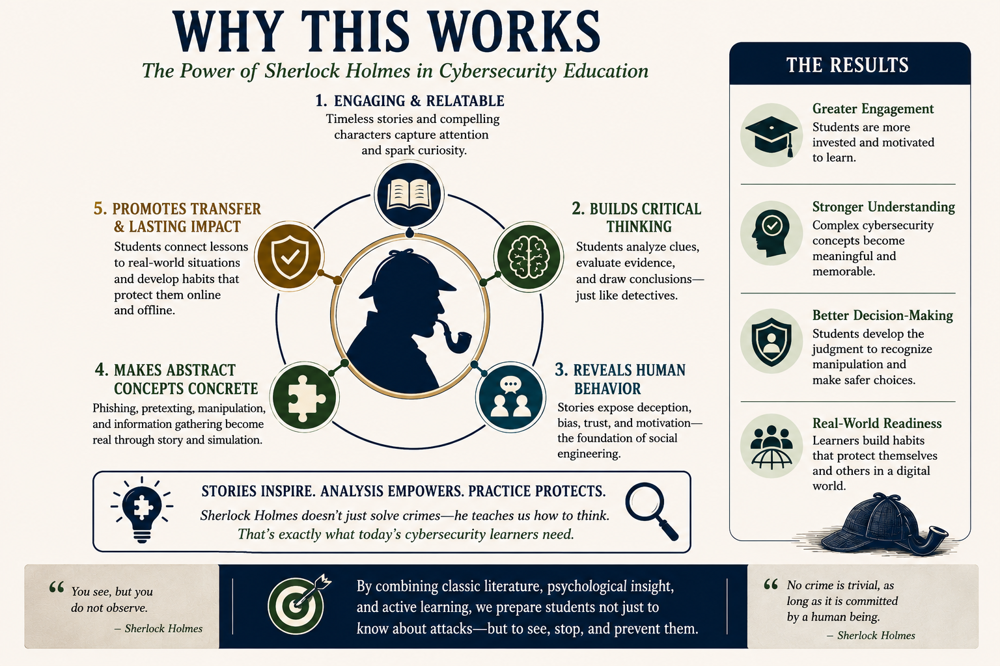 WHY THIS WORKS
The Power of Sherlock Holmes in Cybersecurity Education
1. ENGAGING & RELATABLE
Timeless stories and compelling
characters capture attention
and spark curiosity.
2. BUILDS CRITICAL
THINKING
Students analyze clues,
evaluate evidence,
and draw conclusions—
just like detectives.
3. REVEALS HUMAN
BEHAVIOR
Stories expose deception,
bias, trust, and motivation—
the foundation of social
engineering.
4. MAKES ABSTRACT
CONCEPTS CONCRETE
Phishing, pretexting, manipulation,
and information gathering become
real through story and simulation.
5. PROMOTES TRANSFER
& LASTING IMPACT
Students connect lessons
to real-world situations
and develop habits that
protect them online
and offline.
STORIES INSPIRE. ANALYSIS EMPOWERS. PRACTICE PROTECTS.
Sherlock Holmes doesn't just solve crimes—he teaches us how to think.
That's exactly what today's cybersecurity learners need.
THE RESULTS
Greater Engagement
Students are more
invested and motivated
to learn.
Stronger Understanding
Complex cybersecurity
concepts become
meaningful and
memorable.
Better Decision-Making
Students develop the
judgment to recognize
manipulation and
make safer choices.
Real-World Readiness
Learners build habits
that protect themselves
and others in a digital
world.
“ You see, but you
do not observe.
– Sherlock Holmes
By combining classic literature, psychological insight,
and active learning, we prepare students not just to
know about attacks—but to see, stop, and prevent them.
“ No crime is trivial, as
long as it is committed
by a human being.
– Sherlock Holmes